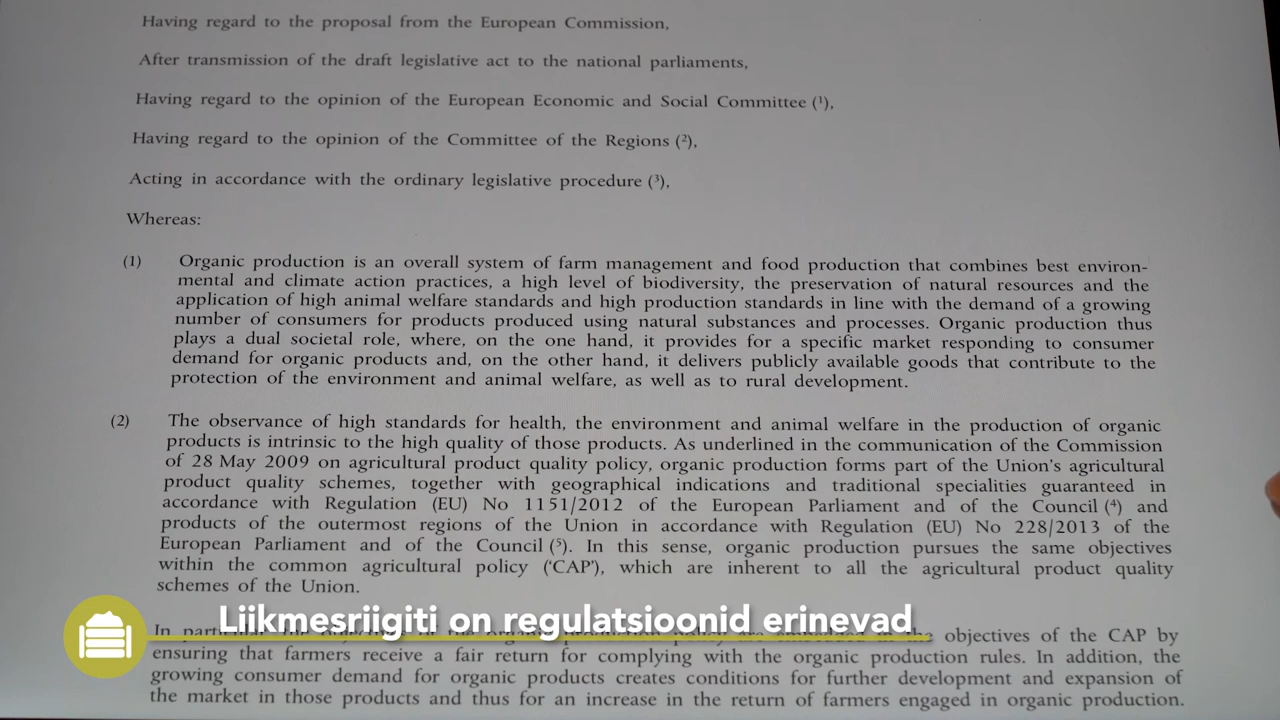 Having regard to the proposal from the European Commission,
After transmission of the draft legislative act to the national parliaments,
Having regard to the opinion of the European Economic and Social Committee (¹),
Having regard to the opinion of the Committee of the Regions (²),
Acting in accordance with the ordinary legislative procedure (³),
Whereas:
(1) Organic production is an overall system of farm management and food production that combines best environ-
mental and climate action practices, a high level of biodiversity, the preservation of natural resources and the
application of high animal welfare standards and high production standards in line with the demand of a growing
number of consumers for products produced using natural substances and processes. Organic production thus
plays a dual societal role, where, on the one hand, it provides for a specific market responding to consumer
demand for organic products and, on the other hand, it delivers publicly available goods that contribute to the
protection of the environment and animal welfare, as well as to rural development.
(2) The observance of high standards for health, the environment and animal welfare in the production of organic
products is intrinsic to the high quality of those products. As underlined in the communication of the Commission
of 28 May 2009 on agricultural product quality policy, organic production forms part of the Union's agricultural
product quality schemes, together with geographical indications and traditional specialities guaranteed in
accordance with Regulation (EU) No 1151/2012 of the European Parliament and of the Council (⁴) and
products of the outermost regions of the Union in accordance with Regulation (EU) No 228/2013 of the
European Parliament and of the Council (⁵). In this sense, organic production pursues the same objectives
within the common agricultural policy (‘CAP’), which are inherent to all the agricultural product quality
schemes of the Union.
Liikmesriigiti on regulatsioonid erinevad
In objectives of the CAP by
ensuring that farmers receive a fair return for complying with the organic production rules. In addition, the
growing consumer demand for organic products creates conditions for further development and expansion of
the market in those products and thus for an increase in the return of farmers engaged in organic production.